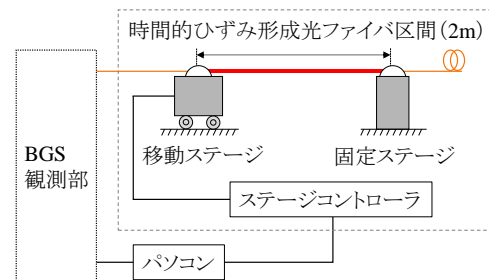 時間的ひずみ形成光ファイバ区間(2m)
移動ステージ
固定ステージ
BGS
観測部
ステージコントローラ
パソコン